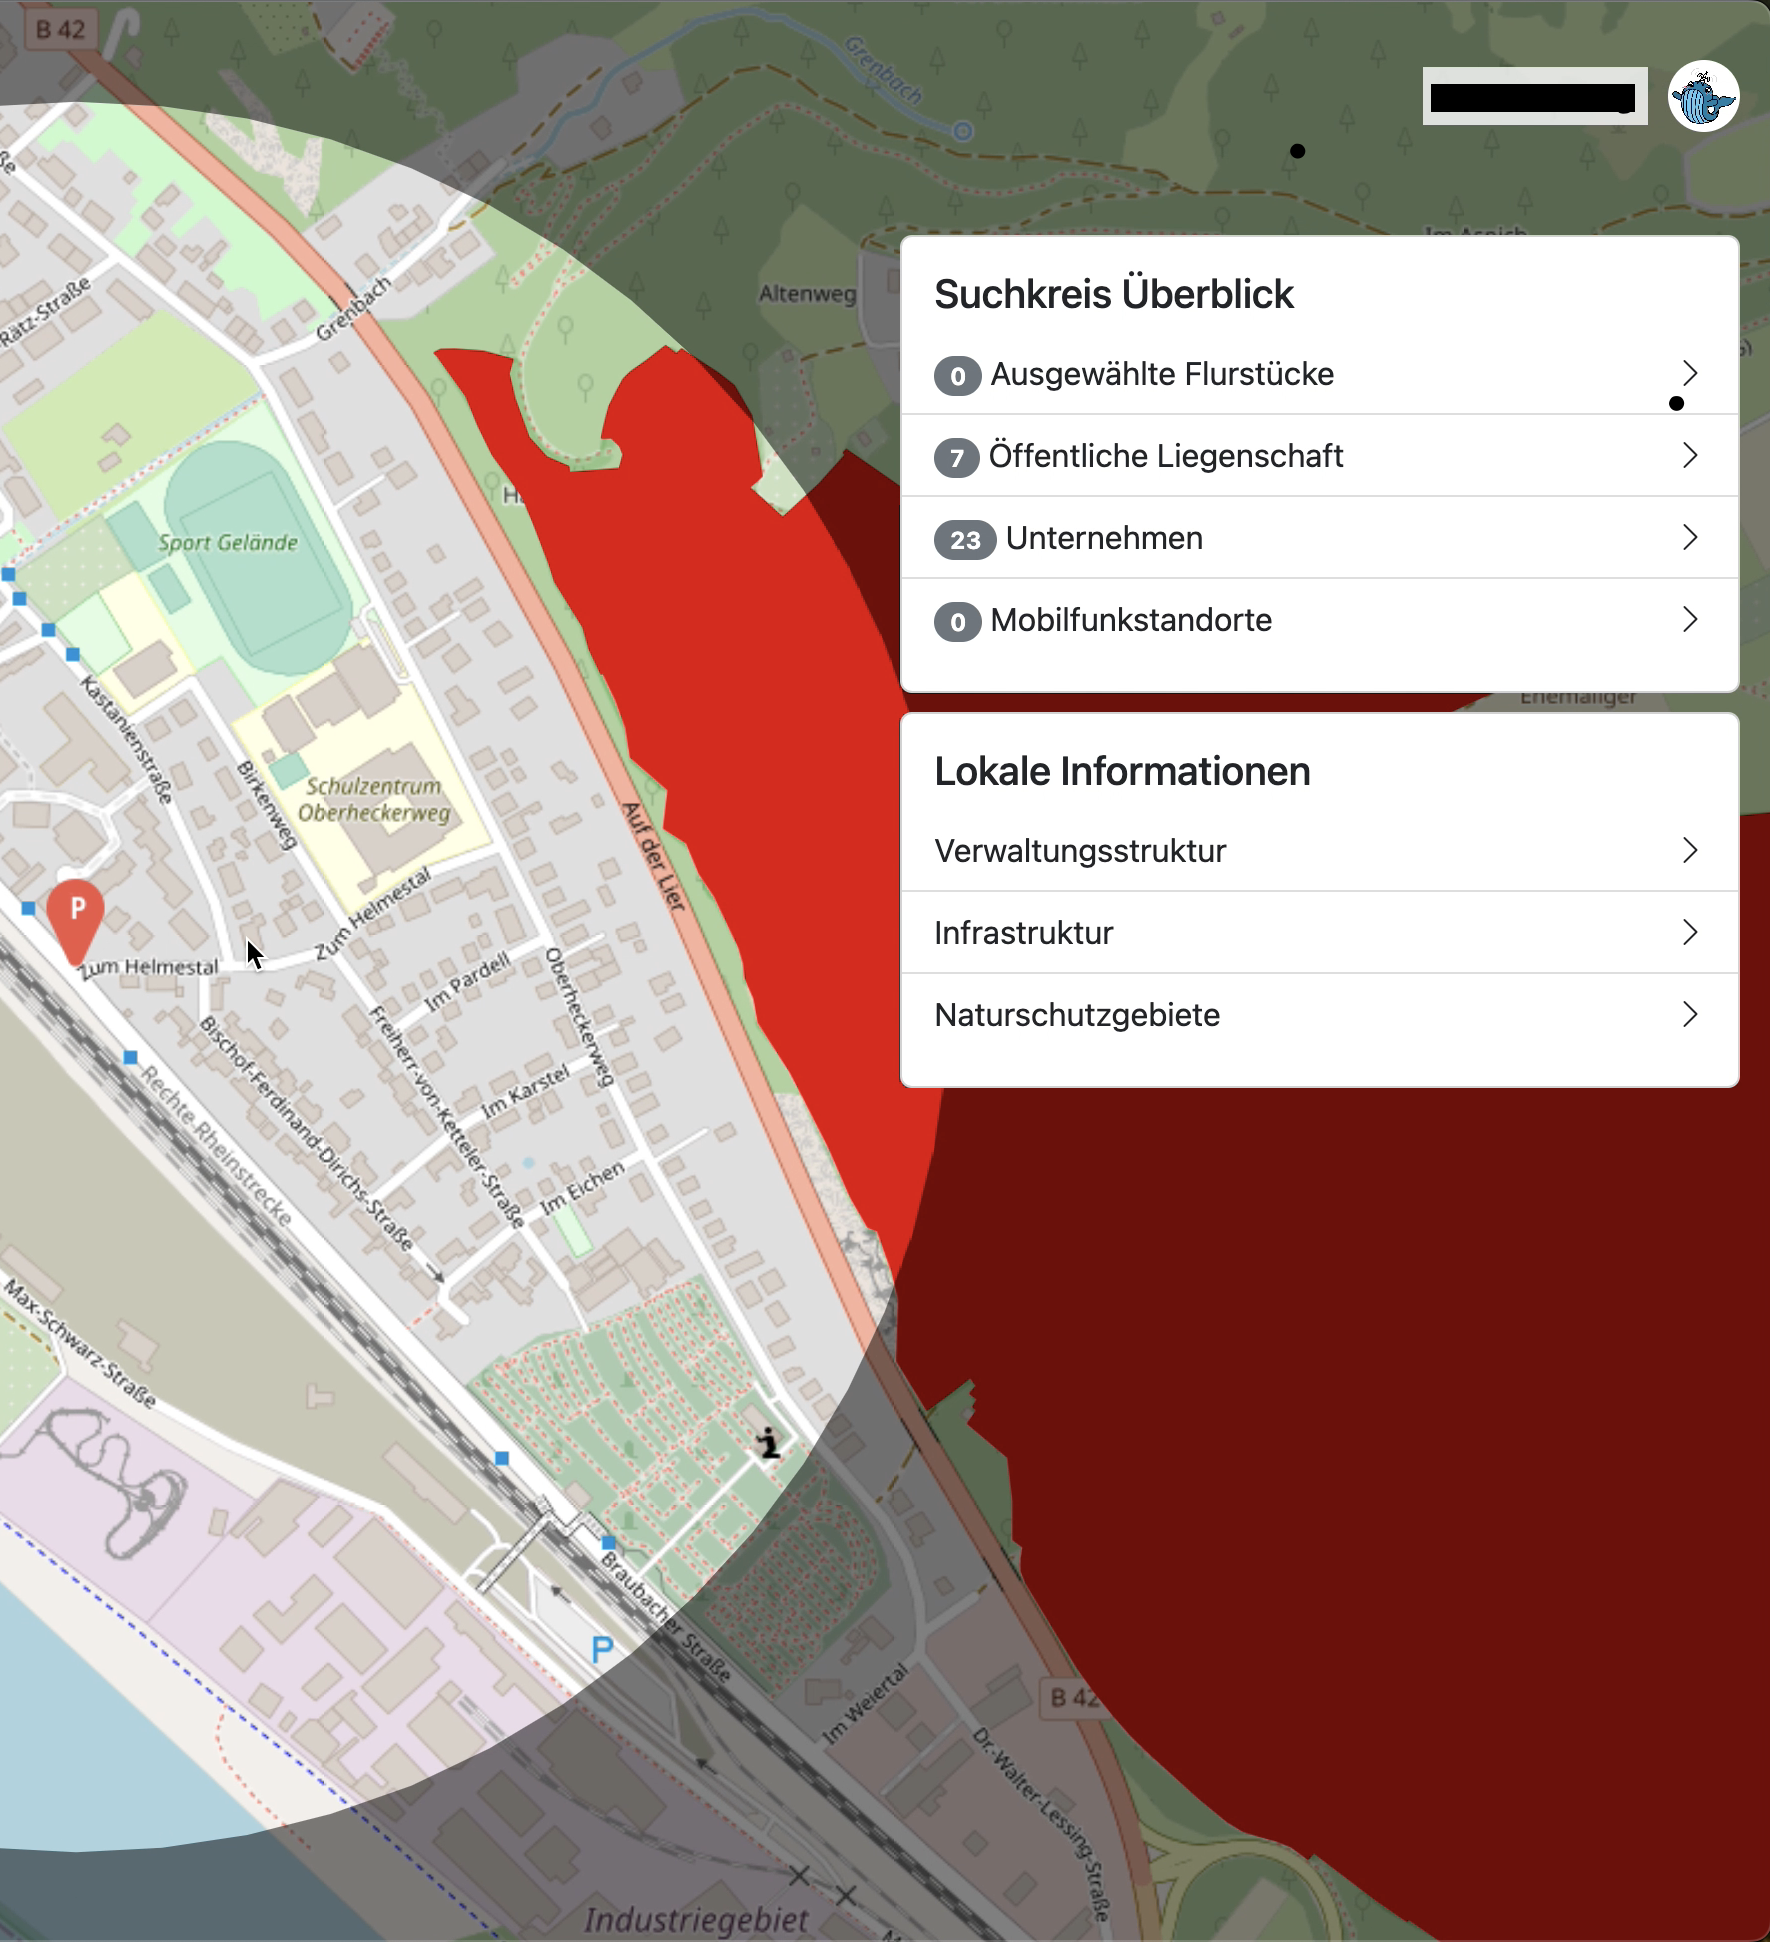 B 42
Grenbach
Im Aspich
Altenweg
Grenbach
Rätz-Straße
Suchkreis Überblick
0 Ausgewählte Flurstücke
7 Öffentliche Liegenschaft
23 Unternehmen
0 Mobilfunkstandorte
Sport Gelände
Ehemaliger
Lokale Informationen
Verwaltungsstruktur
Infrastruktur
Naturschutzgebiete
Kastanienstraße
Birkenweg
Schulzentrum
Oberheckerweg
Auf der Lier
P
Zum Helmestal
Zum Helmestal
Im Pardell
Oberheckerweg
Freiherr-von-Ketteler-Straße
Bischof-Ferdinand-Dirichs-Straße
Im Karstel
Rechte Rheinstrecke
Im Eichen
Max-Schwarz-Straße
Braubacher Straße
P
Im Weiertal
B 42
Dr.-Walter-Lessing-Straße
Industriegebiet